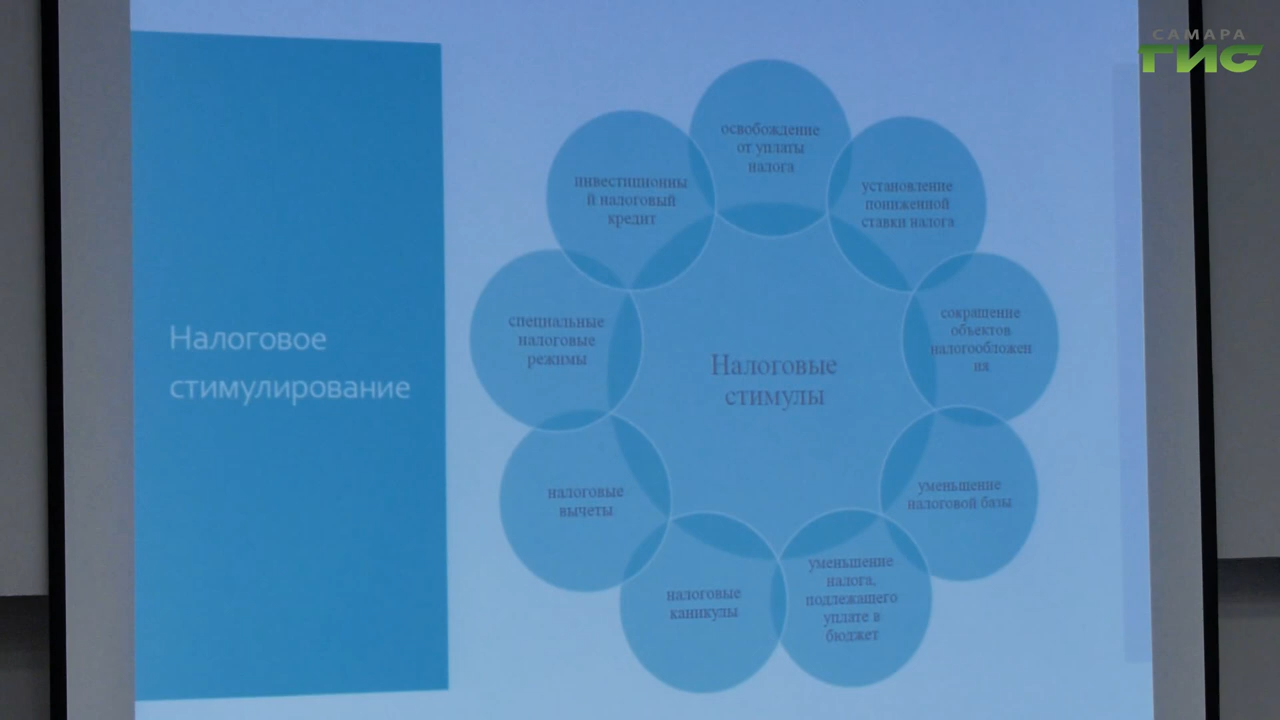 САМАРА
ГИС
Налоговое
стимулирование
освобождение
от уплаты
налога
установление
пониженной
ставки налога
сокращение
объектов
налогообложен
ия
уменьшение
налоговой базы
уменьшение
налога,
подлежащего
уплате в
бюджет
налоговые
каникулы
налоговые
вычеты
специальные
налоговые
режимы
инвестиционны
й налоговый
кредит
Налоговые
стимулы